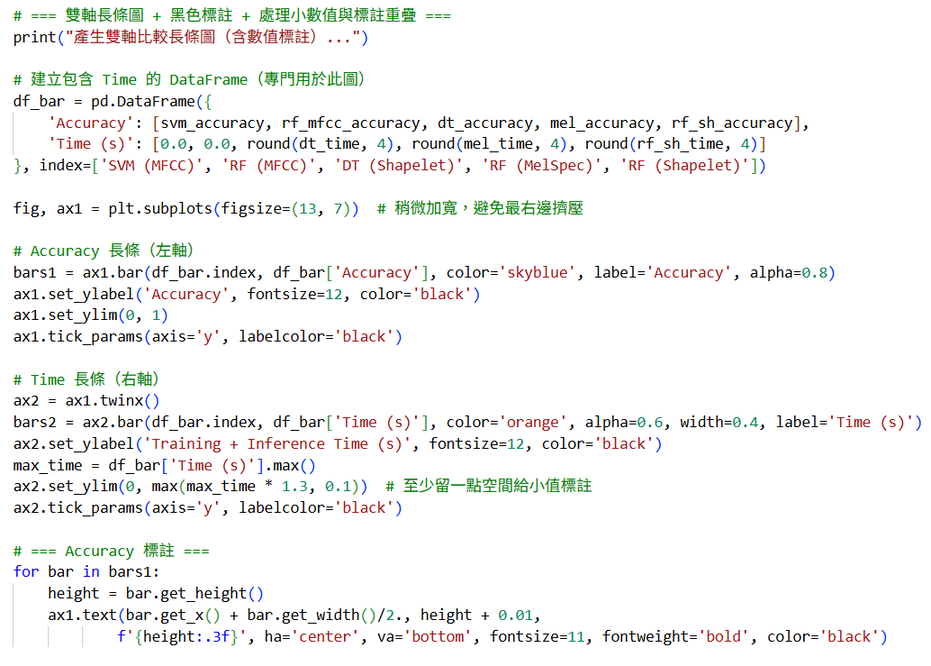 # === 雙軸長條圖 + 黑色標註 + 處理小數值與標註重疊 ===
print("產生雙軸比較長條圖（含數值標註）...")
# 建立包含 Time 的 DataFrame（專門用於此圖）
df_bar = pd.DataFrame({
    'Accuracy': [svm_accuracy, rf_mfcc_accuracy, dt_accuracy, mel_accuracy, rf_sh_accuracy],
    'Time (s)': [0.0, 0.0, round(dt_time, 4), round(mel_time, 4), round(rf_sh_time, 4)]
}, index=['SVM (MFCC)', 'RF (MFCC)', 'DT (Shapelet)', 'RF (MelSpec)', 'RF (Shapelet)'])
fig, ax1 = plt.subplots(figsize=(13, 7))  # 稍微加寬，避免最右邊擠壓
# Accuracy 長條（左軸）
bars1 = ax1.bar(df_bar.index, df_bar['Accuracy'], color='skyblue', label='Accuracy', alpha=0.8)
ax1.set_ylabel('Accuracy', fontsize=12, color='black')
ax1.set_ylim(0, 1)
ax1.tick_params(axis='y', labelcolor='black')
# Time 長條（右軸）
ax2 = ax1.twinx()
bars2 = ax2.bar(df_bar.index, df_bar['Time (s)'], color='orange', alpha=0.6, width=0.4, label='Time (s)')
ax2.set_ylabel('Training + Inference Time (s)', fontsize=12, color='black')
max_time = df_bar['Time (s)'].max()
ax2.set_ylim(0, max(max_time * 1.3, 0.1))  # 至少留一點空間給小值標註
ax2.tick_params(axis='y', labelcolor='black')
# === Accuracy 標註 ===
for bar in bars1:
    height = bar.get_height()
    ax1.text(bar.get_x() + bar.get_width()/2., height + 0.01,
            f'{height:.3f}', ha='center', va='bottom', fontsize=11, fontweight='bold', color='black')